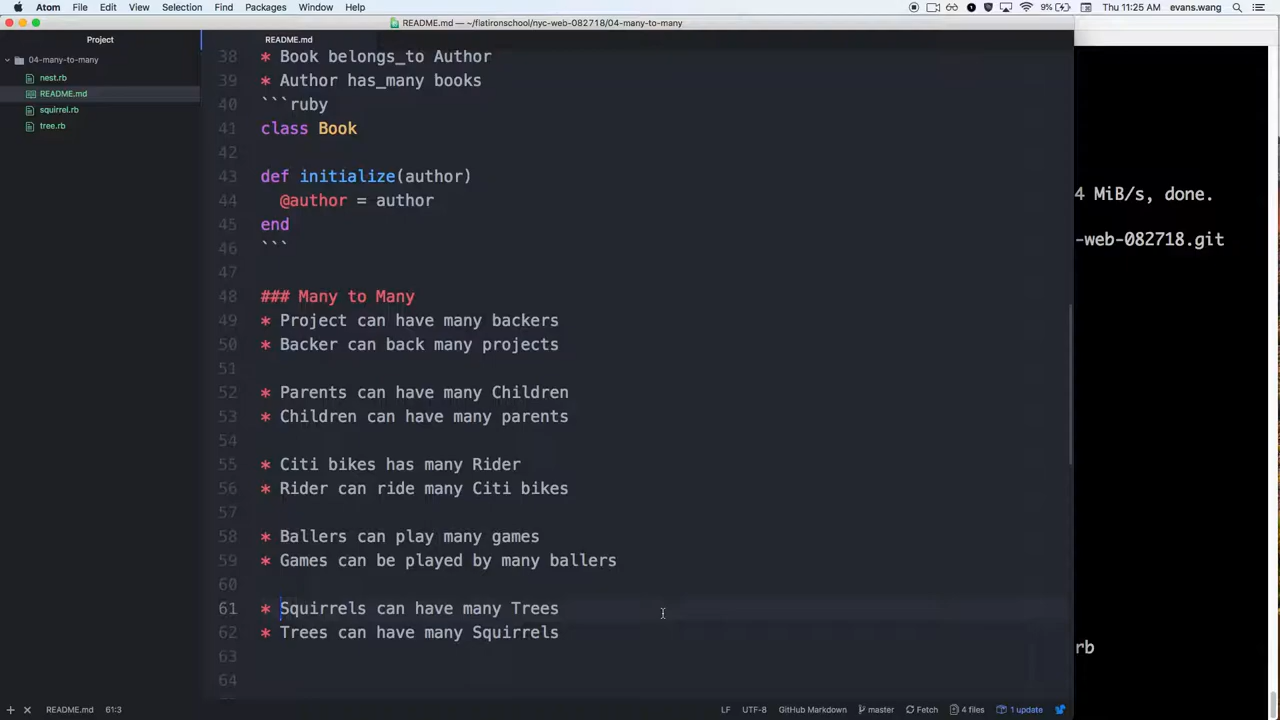 Atom File Edit View Selection Find Packages Window Help 9% Thu 11:25 AM evans.wang
README.md — ~/flatironschool/nyc-web-082718/04-many-to-many
Project
README.md
04-many-to-many
nest.rb
README.md
squirrel.rb
tree.rb
38 * Book belongs_to Author
39 * Author has_many books
40 ```ruby
41 class Book
42
43 def initialize(author)
44 @author = author
45 end
46 ```
47
48 ### Many to Many
49 * Project can have many backers
50 * Backer can back many projects
51
52 * Parents can have many Children
53 * Children can have many parents
54
55 * Citi bikes has many Rider
56 * Rider can ride many Citi bikes
57
58 * Ballers can play many games
59 * Games can be played by many ballers
60
61 * Squirrels can have many Trees
62 * Trees can have many Squirrels
63
64
4 MiB/s, done.
-web-082718.git
rb
README.md 61:3 LF UTF-8 GitHub Markdown master Fetch 4 files 1 update